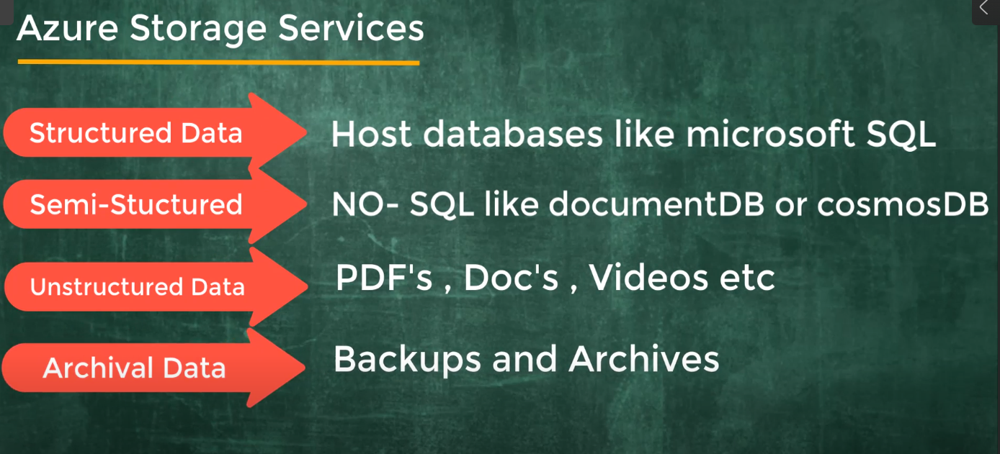 Azure Storage Services
Structured Data
Host databases like microsoft SQL
Semi-Stuctured
NO- SQL like documentDB or cosmosDB
Unstructured Data
PDF's , Doc's , Videos etc
Archival Data
Backups and Archives